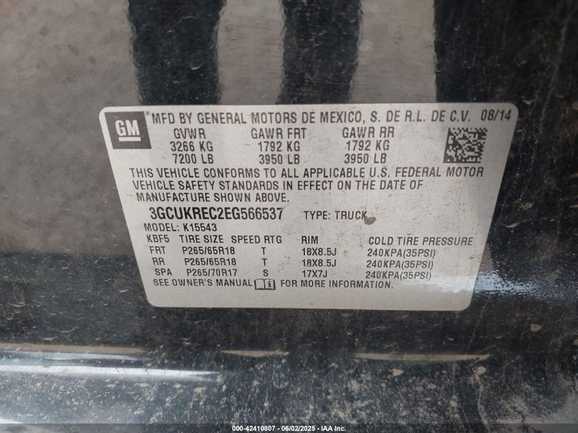 GM
MFD BY GENERAL MOTORS DE MEXICO, S. DE R.L. DE C.V. 08/14
GVWR GAWR FRT GAWR RR
3266 KG 1792 KG 1792 KG
7200 LB 3950 LB 3950 LB
THIS VEHICLE CONFORMS TO ALL APPLICABLE U.S. FEDERAL MOTOR
VEHICLE SAFETY STANDARDS IN EFFECT ON THE DATE OF
MANUFACTURE SHOWN ABOVE.
3GCUKREC2EG566537 TYPE: TRUCK
MODEL: K15543
KBF5 TIRE SIZE SPEED RTG RIM COLD TIRE PRESSURE
FRT P265/65R18 T 18X8.5J 240KPA(35PSI)
RR P265/65R18 T 18X8.5J 240KPA(35PSI)
SPA P265/70R17 S 17X7J 240KPA(35PSI)
SEE OWNER'S MANUAL FOR MORE INFORMATION.
000-42410807 - 06/02/2025 - IAA Inc.